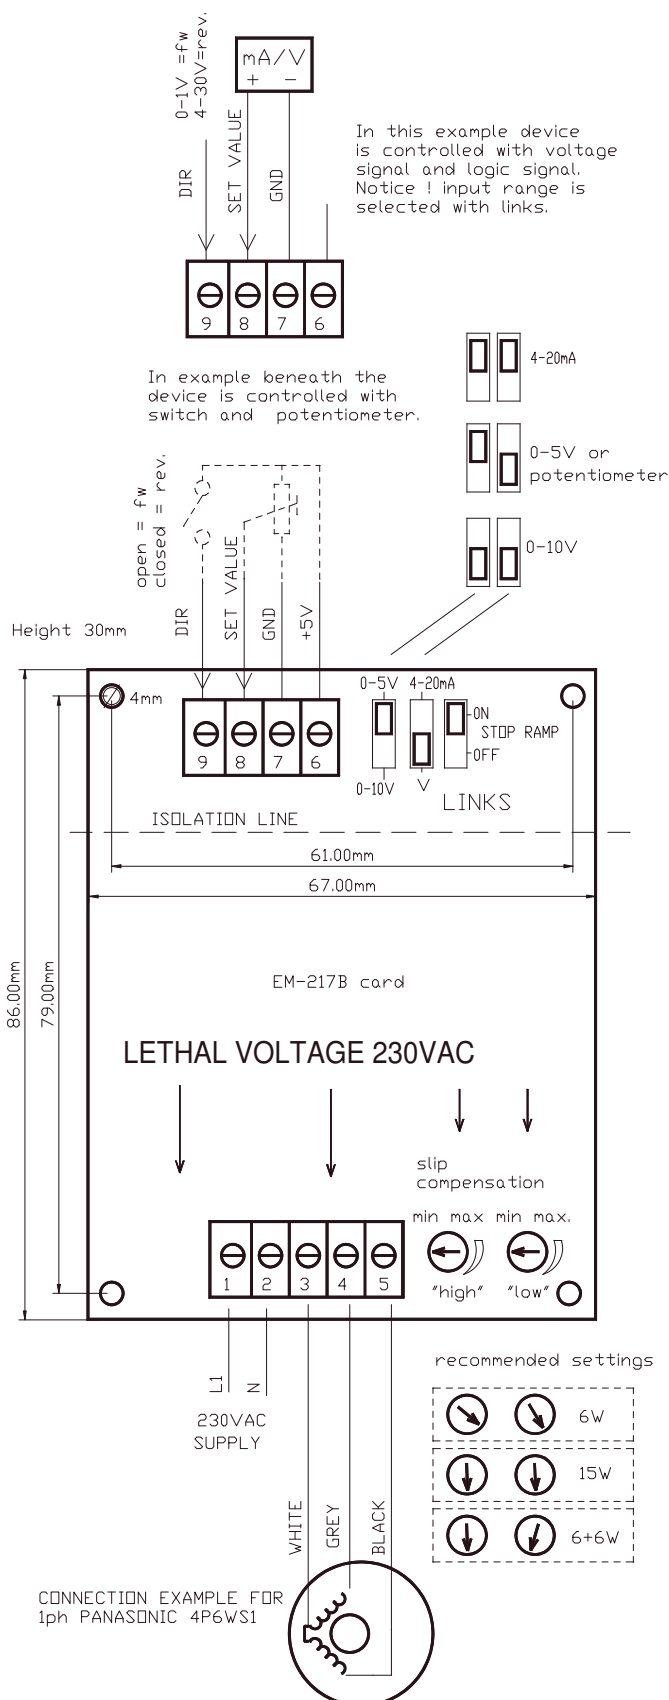 0-1V =fw
4-30V=rev.
mA/V
+ -
DIR
SET VALUE
GND
In this example device
is controlled with voltage
signal and logic signal.
Notice ! input range is
selected with links.
9 8 7 6
4-20mA
In example beneath the
device is controlled with
switch and potentiometer.
0-5V or
potentiometer
0-10V
open = fw
closed = rev.
DIR
SET VALUE
GND
+5V
Height 30mm
4mm
9 8 7 6
0-5V 4-20mA
ON
STOP RAMP
OFF
0-10V V
LINKS
ISOLATION LINE
61.00mm
67.00mm
86.00mm
79.00mm
EM-217B card
LETHAL VOLTAGE 230VAC
slip
compensation
min max min max.
1 2 3 4 5
"high" "low"
L1
N
230VAC
SUPPLY
recommended settings
6W
15W
6+6W
WHITE
GREY
BLACK
CONNECTION EXAMPLE FOR
1ph PANASONIC 4P6WS1